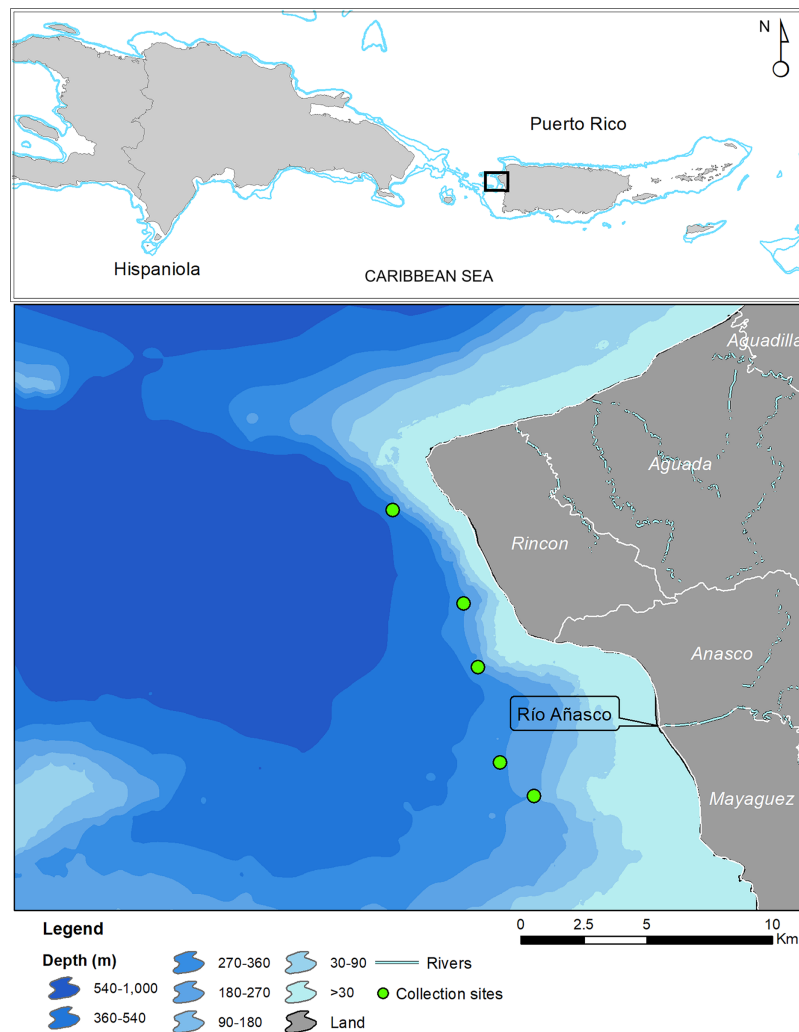 N
Puerto Rico
Hispaniola
CARIBBEAN SEA
Aguadilla
Aguada
Rincon
Anasco
Río Añasco
Mayaguez
Legend
0 2.5 5 10
Km
Depth (m)
540-1,000
360-540
270-360
180-270
90-180
30-90
>30
Land
Rivers
Collection sites